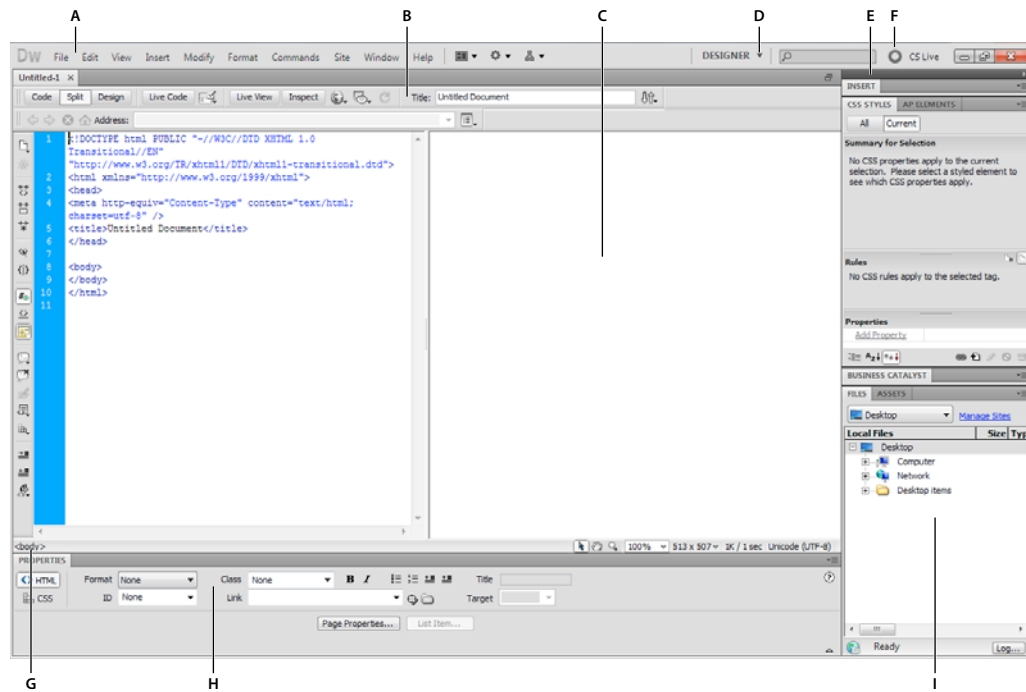 A B C D E F
DW File Edit View Insert Modify Format Commands Site Window Help DESIGNER CS Live
Untitled-1 ×
Code Split Design Live Code Live View Inspect Title: Untitled Document
Address:
1 <!DOCTYPE html PUBLIC "-//W3C//DTD XHTML 1.0
Transitional//EN"
"http://www.w3.org/TR/xhtml1/DTD/xhtml1-transitional.dtd">
2 <html xmlns="http://www.w3.org/1999/xhtml">
3 <head>
4 <meta http-equiv="Content-Type" content="text/html;
charset=utf-8" />
5 <title>Untitled Document</title>
6 </head>
7
8 <body>
9 </body>
10 </html>
11
<body>
100% 513 x 507 1K / 1 sec Unicode (UTF-8)
INSERT
CSS STYLES AP ELEMENTS
All Current
Summary for Selection
No CSS properties apply to the current
selection. Please select a styled element to
see which CSS properties apply.
Rules
No CSS rules apply to the selected tag.
Properties
Add Property
BUSINESS CATALYST
FILES ASSETS
Desktop Manage Sites
Local Files Size Typ
Desktop
Computer
Network
Desktop items
Ready Log...
PROPERTIES
HTML Format None Class None B I Title
CSS ID None Link Target
Page Properties... List Item...
G H I